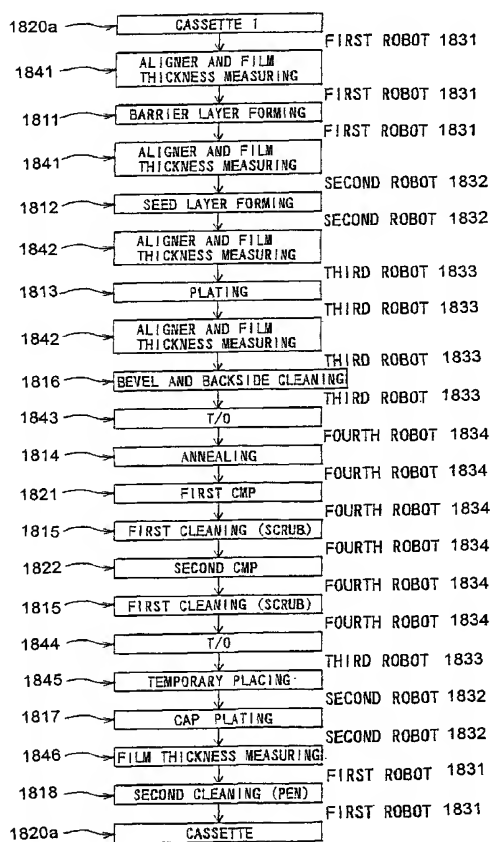 1820a CASSETTE 1
FIRST ROBOT 1831
1841 ALIGNER AND FILM
THICKNESS MEASURING
FIRST ROBOT 1831
1811 BARRIER LAYER FORMING
FIRST ROBOT 1831
1841 ALIGNER AND FILM
THICKNESS MEASURING
SECOND ROBOT 1832
1812 SEED LAYER FORMING
SECOND ROBOT 1832
1842 ALIGNER AND FILM
THICKNESS MEASURING
THIRD ROBOT 1833
1813 PLATING
THIRD ROBOT 1833
1842 ALIGNER AND FILM
THICKNESS MEASURING
THIRD ROBOT 1833
1816 BEVEL AND BACKSIDE CLEANING
THIRD ROBOT 1833
1843 T/O
FOURTH ROBOT 1834
1814 ANNEALING
FOURTH ROBOT 1834
1821 FIRST CMP
FOURTH ROBOT 1834
1815 FIRST CLEANING (SCRUB)
FOURTH ROBOT 1834
1822 SECOND CMP
FOURTH ROBOT 1834
1815 FIRST CLEANING (SCRUB)
FOURTH ROBOT 1834
1844 T/O
THIRD ROBOT 1833
1845 TEMPORARY PLACING
SECOND ROBOT 1832
1817 CAP PLATING
SECOND ROBOT 1832
1846 FILM THICKNESS MEASURING
FIRST ROBOT 1831
1818 SECOND CLEANING (PEN)
FIRST ROBOT 1831
1820a CASSETTE